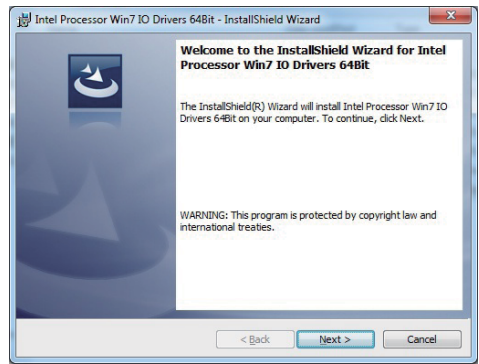 Intel Processor Win7 IO Drivers 64Bit - InstallShield Wizard
Welcome to the InstallShield Wizard for Intel
Processor Win7 IO Drivers 64Bit
The InstallShield(R) Wizard will install Intel Processor Win7 IO
Drivers 64Bit on your computer. To continue, click Next.
WARNING: This program is protected by copyright law and
international treaties.
< Back
Next >
Cancel